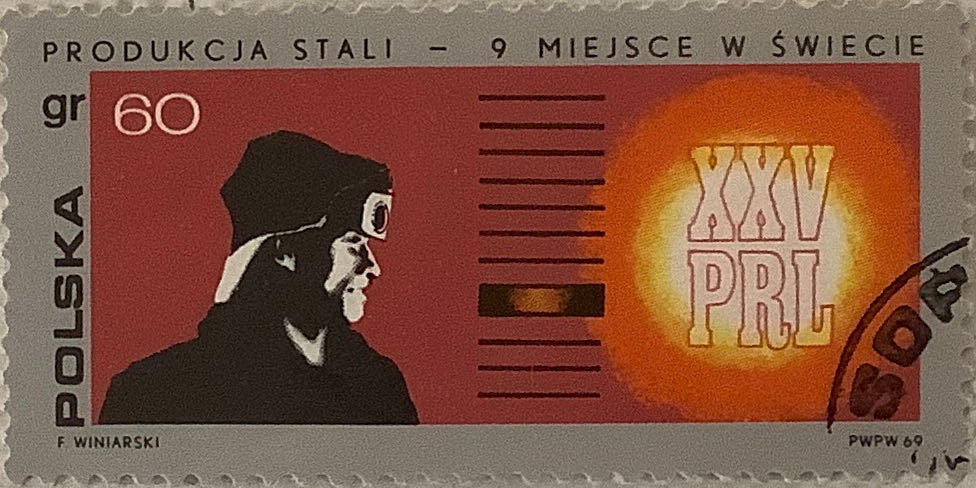 PRODUKCJA STALI – 9 MIEJSCE W ŚWIECIE
gr 60
POLSKA
XXV
PRL
F. WINIARSKI
PWPW 69